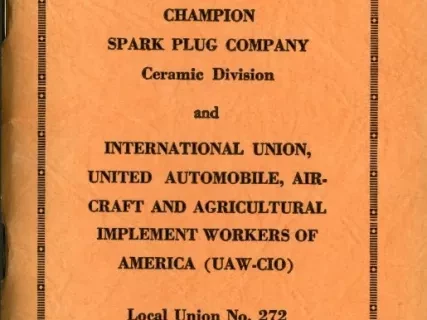 CHAMPION
SPARK PLUG COMPANY
Ceramic Division
and
INTERNATIONAL UNION,
UNITED AUTOMOBILE, AIR-
CRAFT AND AGRICULTURAL
IMPLEMENT WORKERS OF
AMERICA (UAW-CIO)
Local Union No. 272